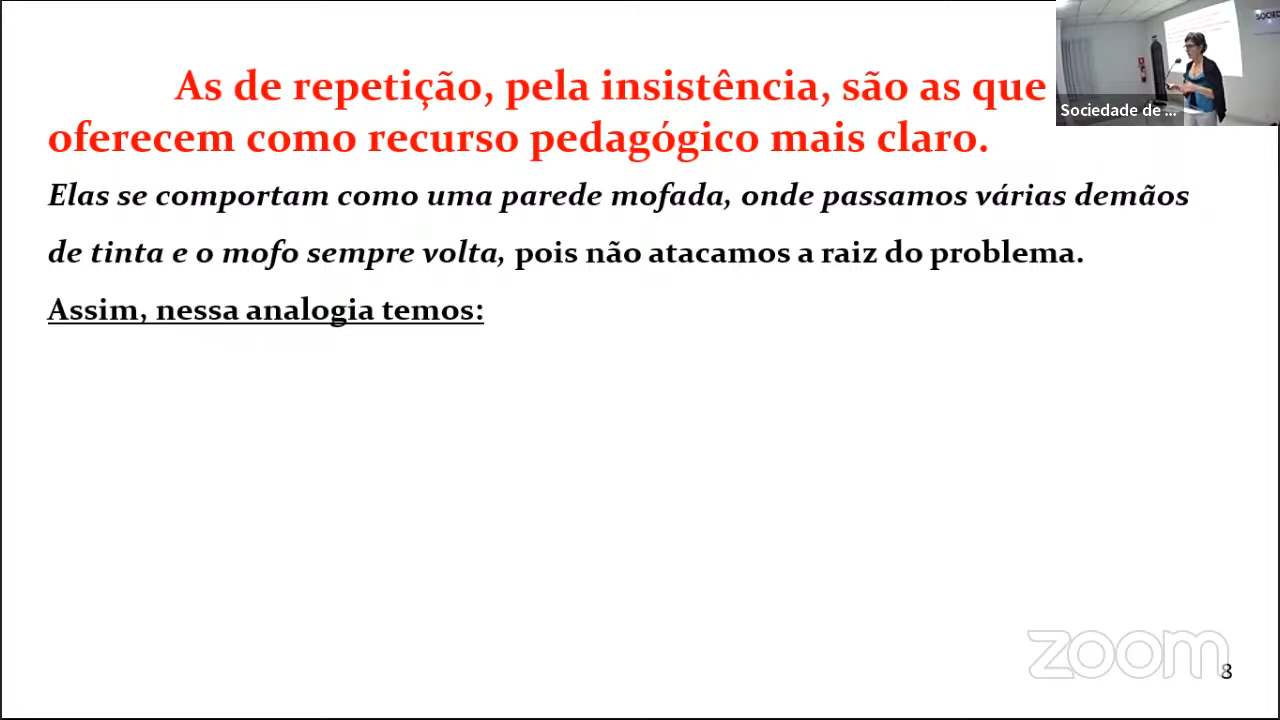 As de repetição, pela insistência, são as que
oferecem como recurso pedagógico mais claro.
Elas se comportam como uma parede mofada, onde passamos várias demãos
de tinta e o mofo sempre volta, pois não atacamos a raiz do problema.
Assim, nessa analogia temos:
Sociedade de ...
zoom
8